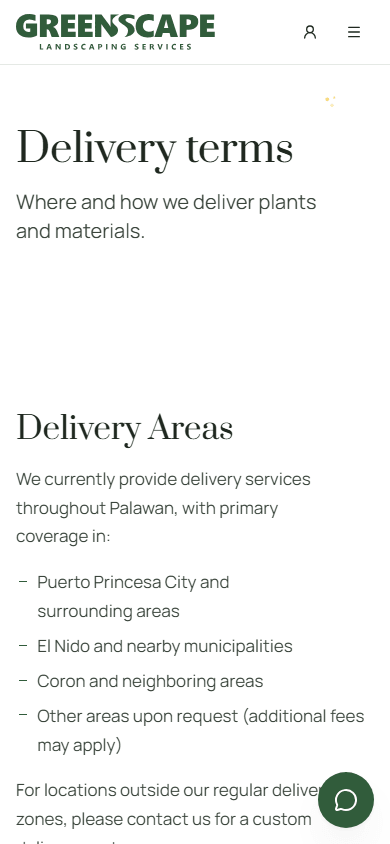 GREENSCAPE
LANDSCAPING SERVICES
Delivery terms
Where and how we deliver plants
and materials.
Delivery Areas
We currently provide delivery services
throughout Palawan, with primary
coverage in:
– Puerto Princesa City and
surrounding areas
– El Nido and nearby municipalities
– Coron and neighboring areas
– Other areas upon request (additional fees
may apply)
For locations outside our regular
zones, please contact us for a custom